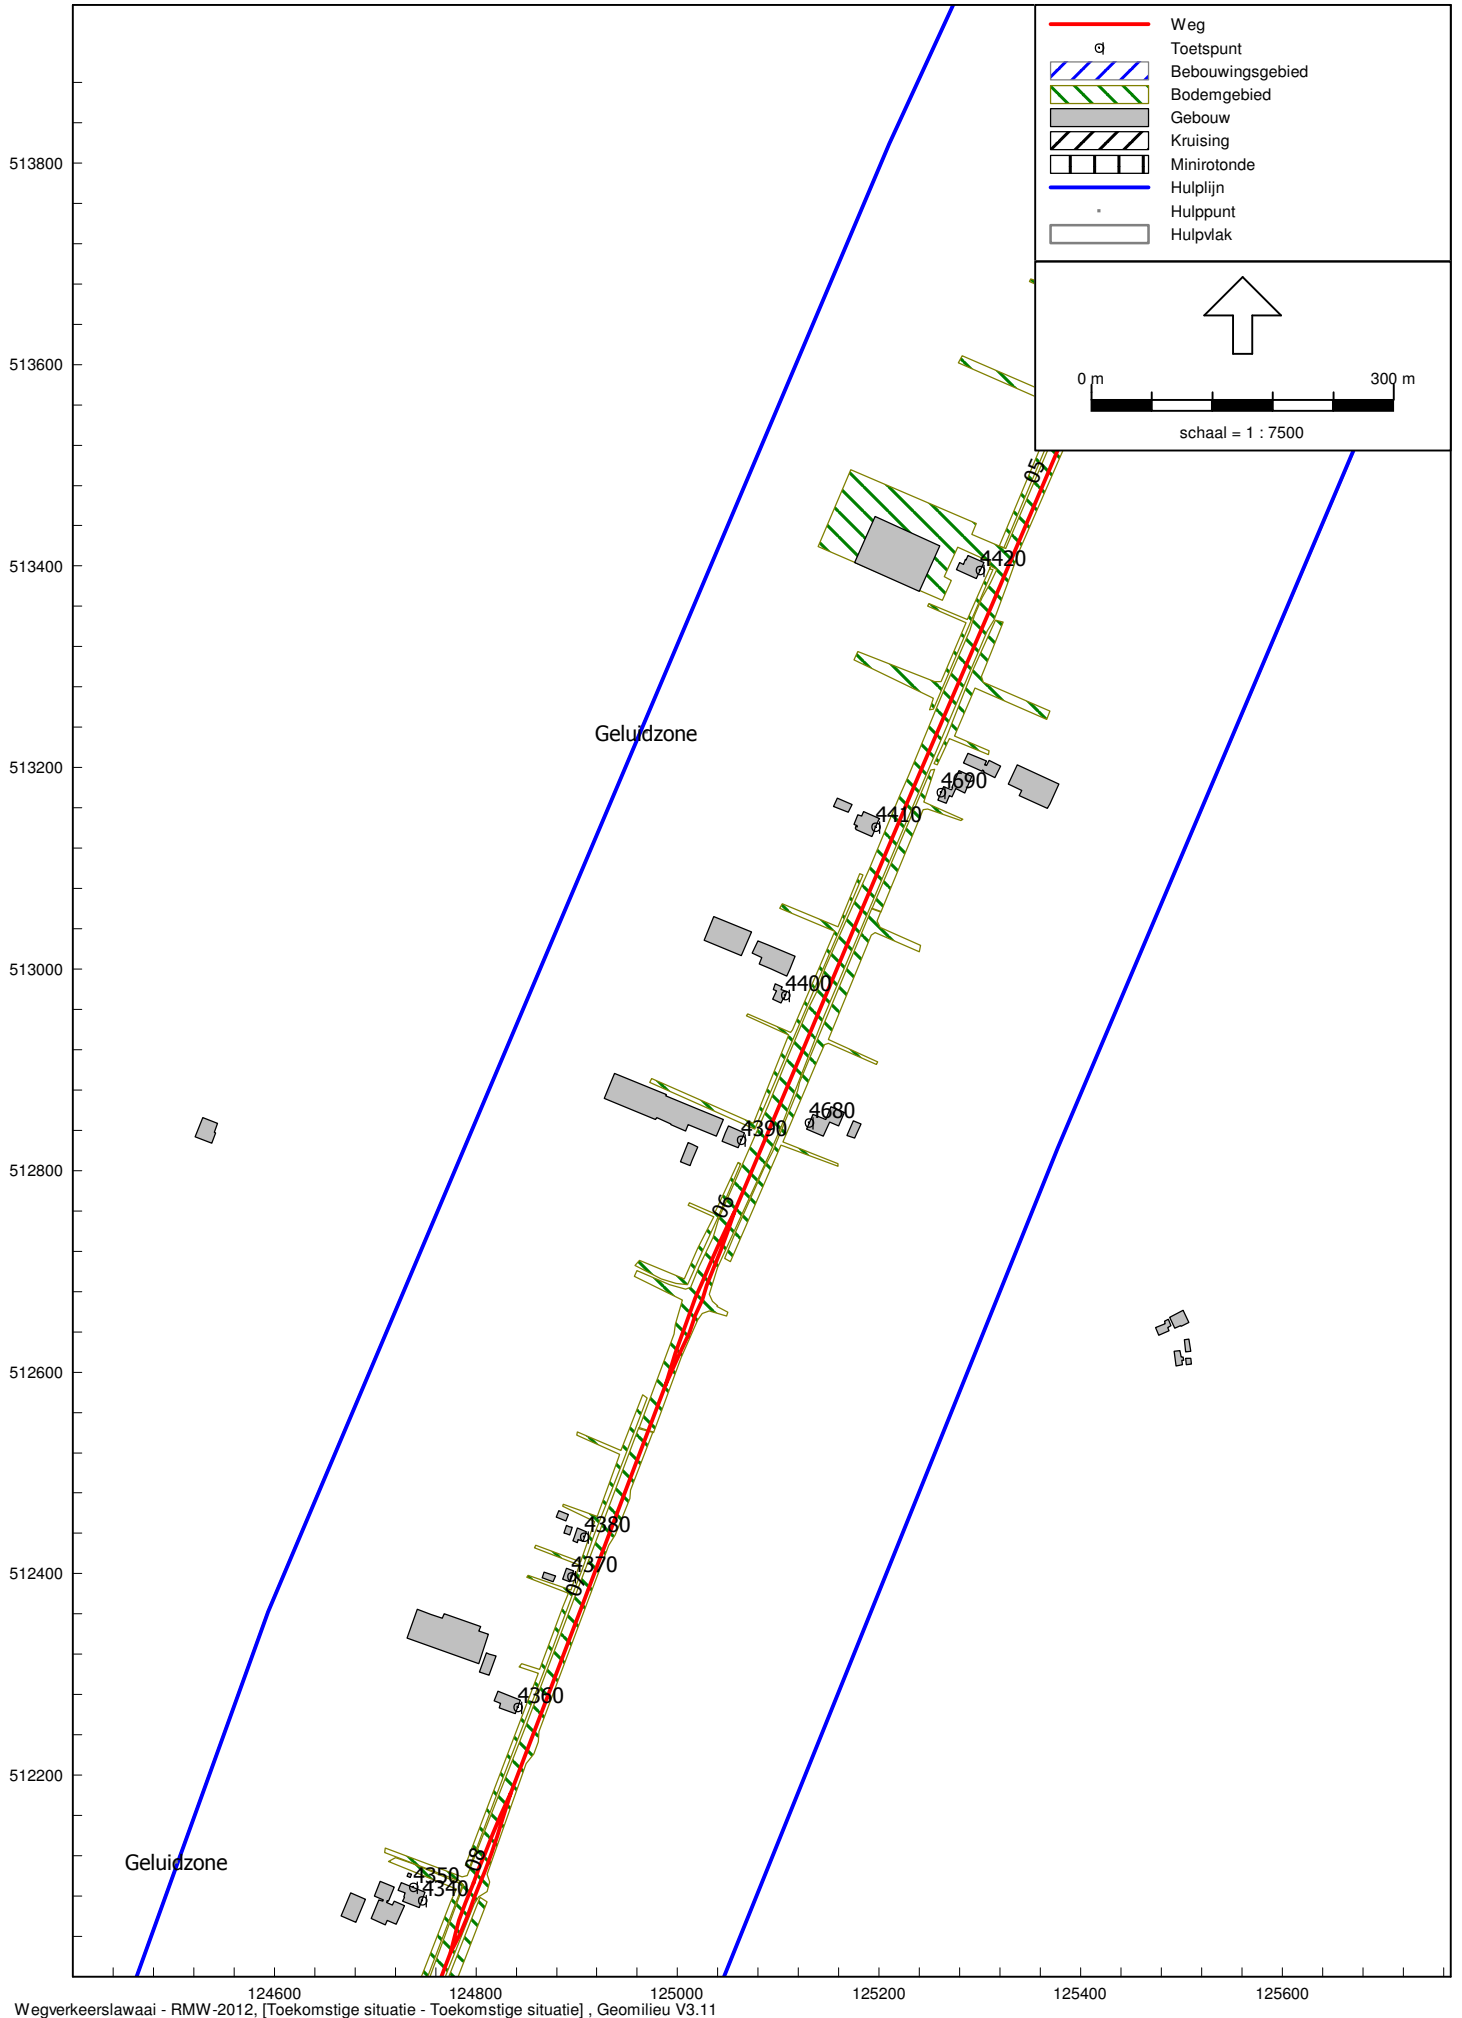 Weg
Toetspunt
Bebouwingsgebied
Bodemgebied
Gebouw
Kruising
Minirotonde
Hulplijn
Hulppunt
Hulpvlak
0 m 300 m
schaal = 1 : 7500
513800
513600
05
4420
513400
Geluidzone
513200
4690
4410
513000
4400
4680
4390
512800
06
512600
4380
4370
07
512400
4360
512200
08
Geluidzone
4350
4340
124600 124800 125000 125200 125400 125600
Wegverkeerslawaai - RMW-2012, [Toekomstige situatie - Toekomstige situatie] , Geomilieu V3.11